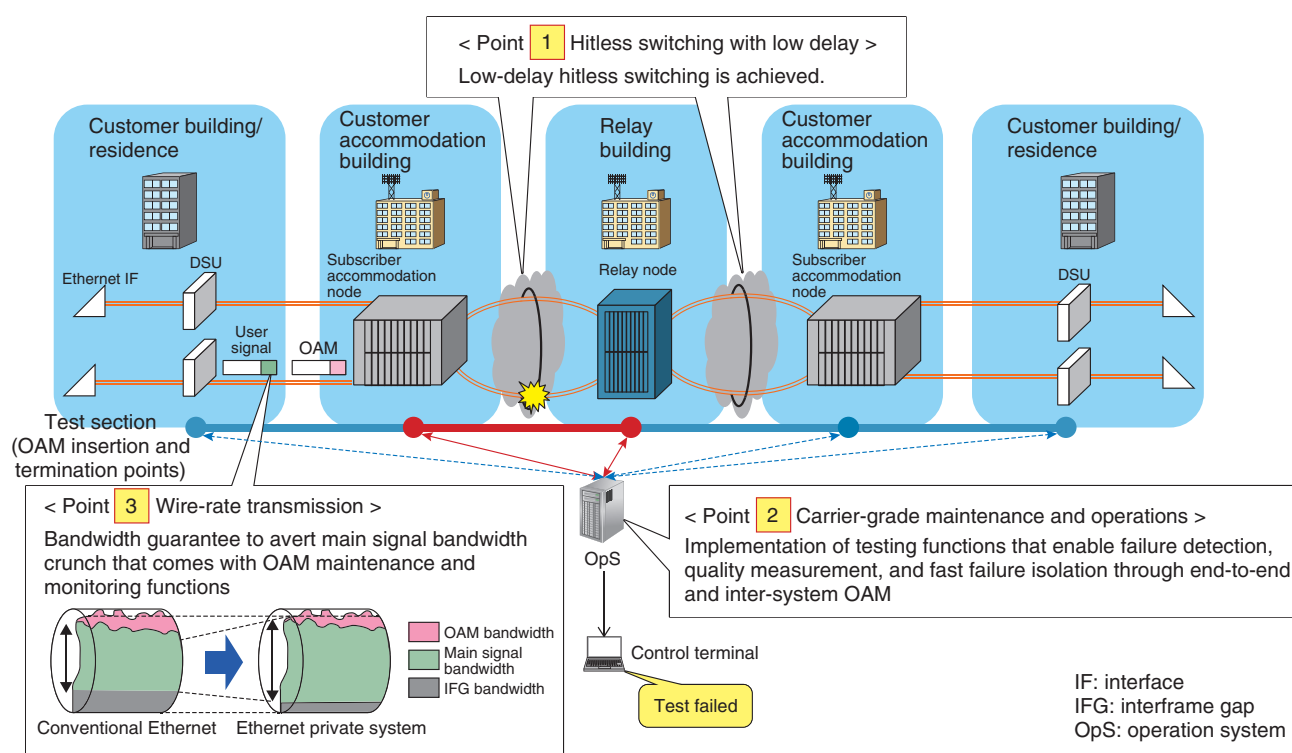 < Point 1 Hitless switching with low delay >
Low-delay hitless switching is achieved.
Customer building/
residence
Customer
accommodation
building
Relay
building
Customer
accommodation
building
Customer building/
residence
Ethernet IF
DSU
Subscriber
accommodation
node
Relay node
Subscriber
accommodation
node
DSU
User
signal
OAM
Test section
(OAM insertion and
termination points)
< Point 3 Wire-rate transmission >
Bandwidth guarantee to avert main signal bandwidth
crunch that comes with OAM maintenance and
monitoring functions
OAM bandwidth
Main signal
bandwidth
IFG bandwidth
Conventional Ethernet
Ethernet private system
OpS
< Point 2 Carrier-grade maintenance and operations >
Implementation of testing functions that enable failure detection,
quality measurement, and fast failure isolation through end-to-end
and inter-system OAM
Control terminal
Test failed
IF: interface
IFG: interframe gap
OpS: operation system